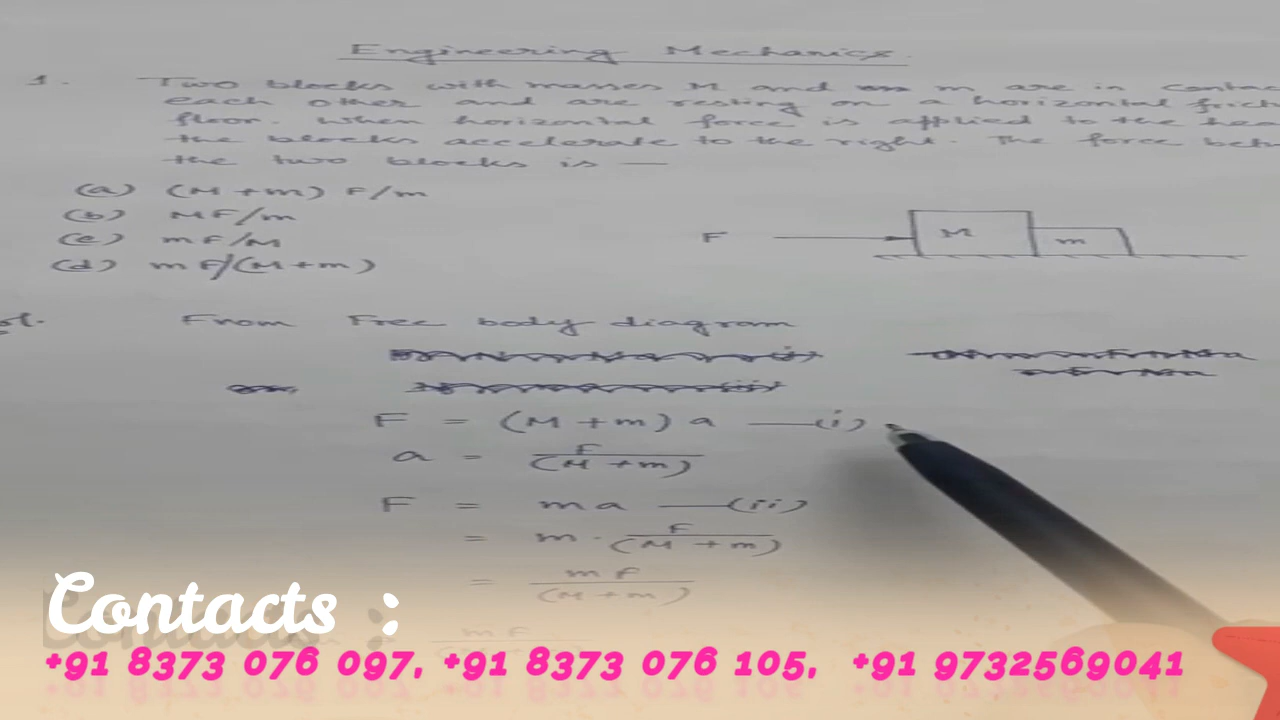 Engineering Mechanics.
1. Two blocks with masses M and m are in contac
each other and are resting on a horizontal frict
floor. When horizontal force is applied to the hea
the blocks accelerate to the right. The force betw
the two blocks is —
(a) (M + m) F/m
(b) MF/m
(c) mF/M
(d) mF/(M+m)
F
M
m
ol. From Free body diagram
F = (M + m) a —(i)
a = F/(M + m)
F = ma —(ii)
= m · F/(M + m)
= mF/(M + m)
mF
Contacts :
+91 8373 076 097, +91 8373 076 105, +91 9732569041